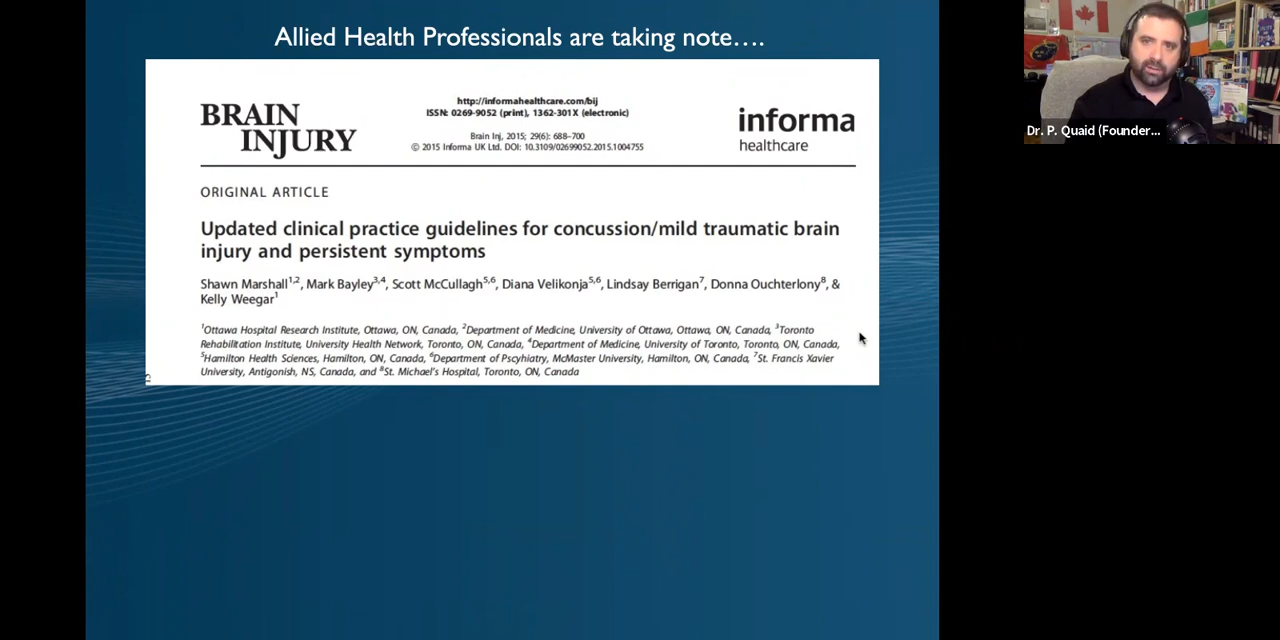 Allied Health Professionals are taking note….
BRAIN
INJURY
http://informahealthcare.com/bij
ISSN: 0269-9052 (print), 1362-301X (electronic)
Brain Inj, 2015; 29(6): 688–700
© 2015 Informa UK Ltd. DOI: 10.3109/02699052.2015.1004755
informa
healthcare
ORIGINAL ARTICLE
Updated clinical practice guidelines for concussion/mild traumatic brain
injury and persistent symptoms
Shawn Marshall1,2, Mark Bayley3,4, Scott McCullagh5,6, Diana Velikonja5,6, Lindsay Berrigan7, Donna Ouchterlony8, &
Kelly Weegar1
1Ottawa Hospital Research Institute, Ottawa, ON, Canada, 2Department of Medicine, University of Ottawa, Ottawa, ON, Canada, 3Toronto
Rehabilitation Institute, University Health Network, Toronto, ON, Canada, 4Department of Medicine, University of Toronto, Toronto, ON, Canada,
5Hamilton Health Sciences, Hamilton, ON, Canada, 6Department of Pscyhiatry, McMaster University, Hamilton, ON, Canada, 7St. Francis Xavier
University, Antigonish, NS, Canada, and 8St. Michael's Hospital, Toronto, ON, Canada
Dr. P. Quaid (Founder...